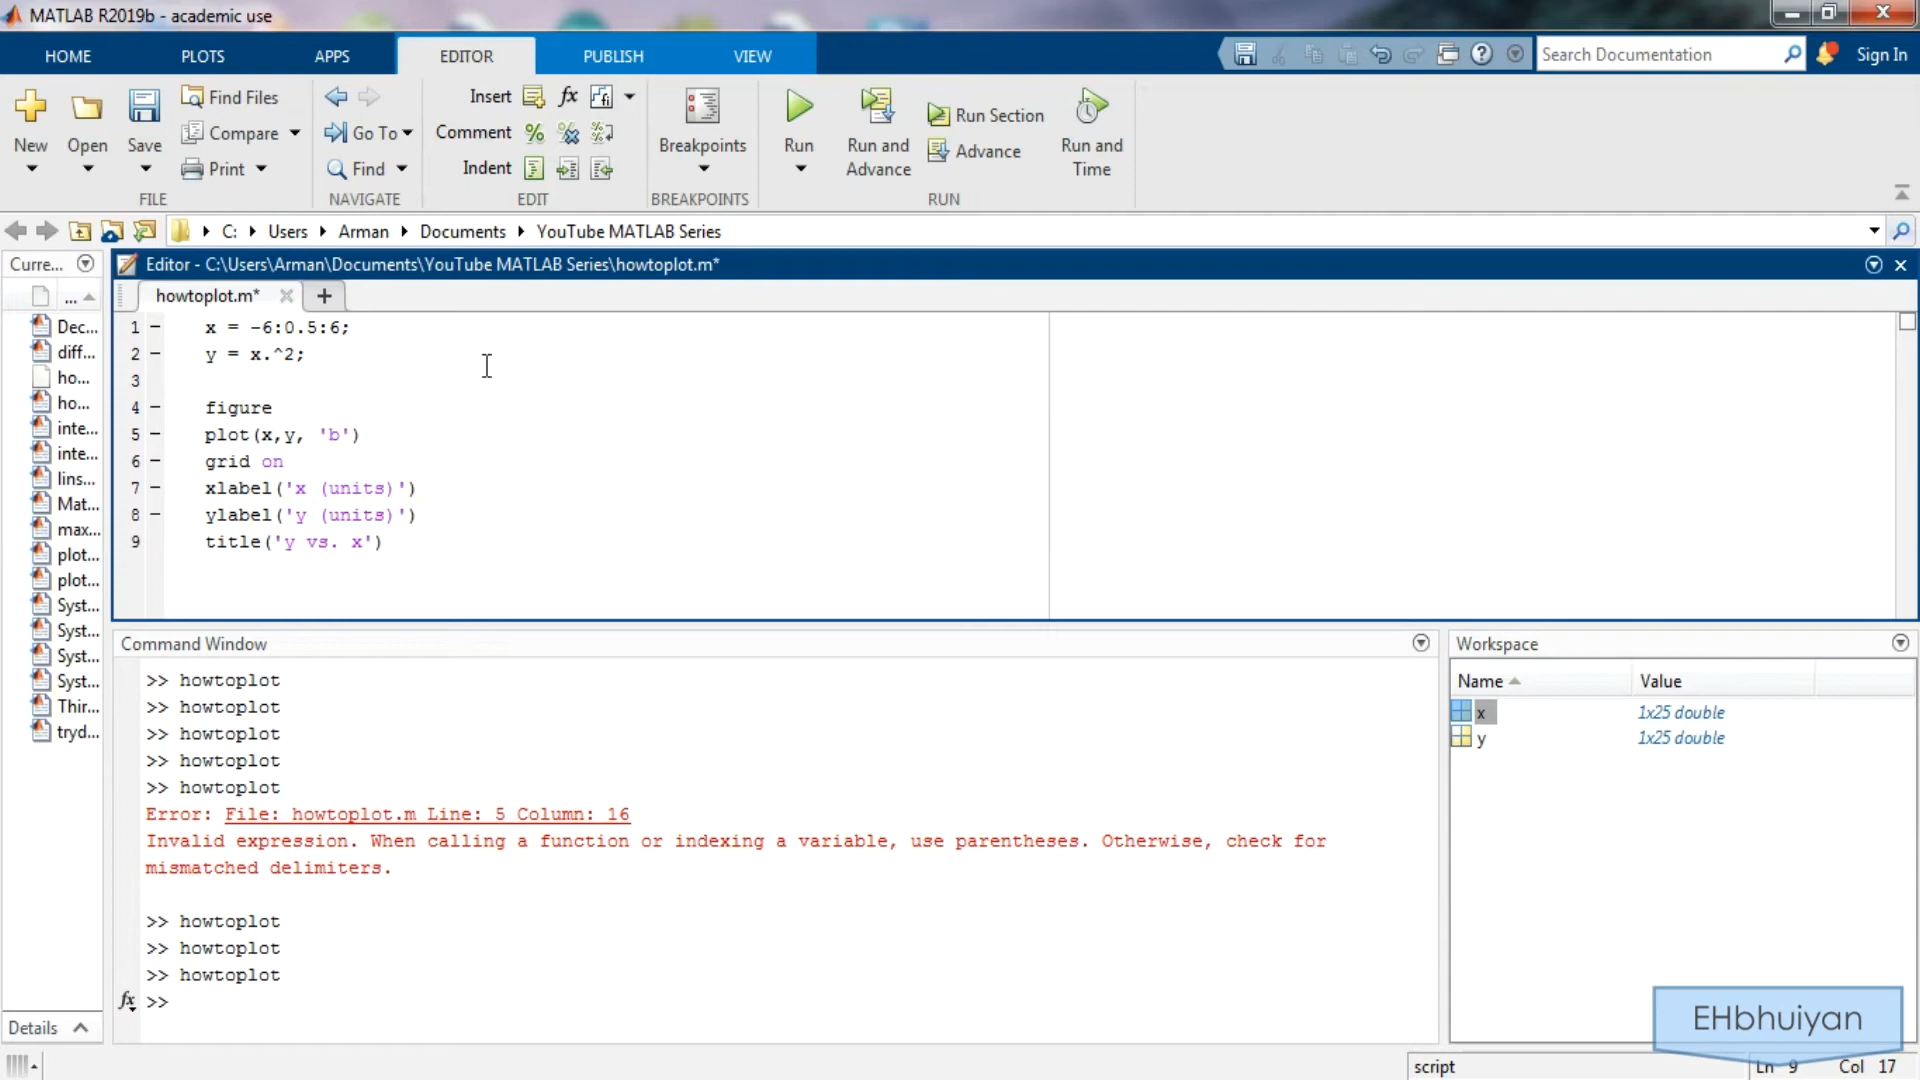 MATLAB R2019b - academic use
HOME PLOTS APPS EDITOR PUBLISH VIEW
Search Documentation
Sign In
New
Open
Save
Find Files
Compare
Print
FILE
Go To
Find
NAVIGATE
Insert
Comment
Indent
EDIT
Breakpoints
BREAKPOINTS
Run
Run and Advance
Run Section
Advance
Run and Time
RUN
C: Users Arman Documents YouTube MATLAB Series
Curre...
...
Dec...
diff...
ho...
ho...
inte...
inte...
lins...
Mat...
max...
plot...
plot...
Syst...
Syst...
Syst...
Syst...
Thir...
tryd...
Details
Editor - C:\Users\Arman\Documents\YouTube MATLAB Series\howtoplot.m*
howtoplot.m*
1 – x = -6:0.5:6;
2 – y = x.^2;
3
4 – figure
5 – plot(x,y, 'b')
6 – grid on
7 – xlabel('x (units)')
8 – ylabel('y (units)')
9 title('y vs. x')
Command Window
>> howtoplot
>> howtoplot
>> howtoplot
>> howtoplot
>> howtoplot
Error: File: howtoplot.m Line: 5 Column: 16
Invalid expression. When calling a function or indexing a variable, use parentheses. Otherwise, check for
mismatched delimiters.
>> howtoplot
>> howtoplot
>> howtoplot
fx >>
Workspace
Name Value
x 1x25 double
y 1x25 double
EHbhuiyan
script Ln 9 Col 17